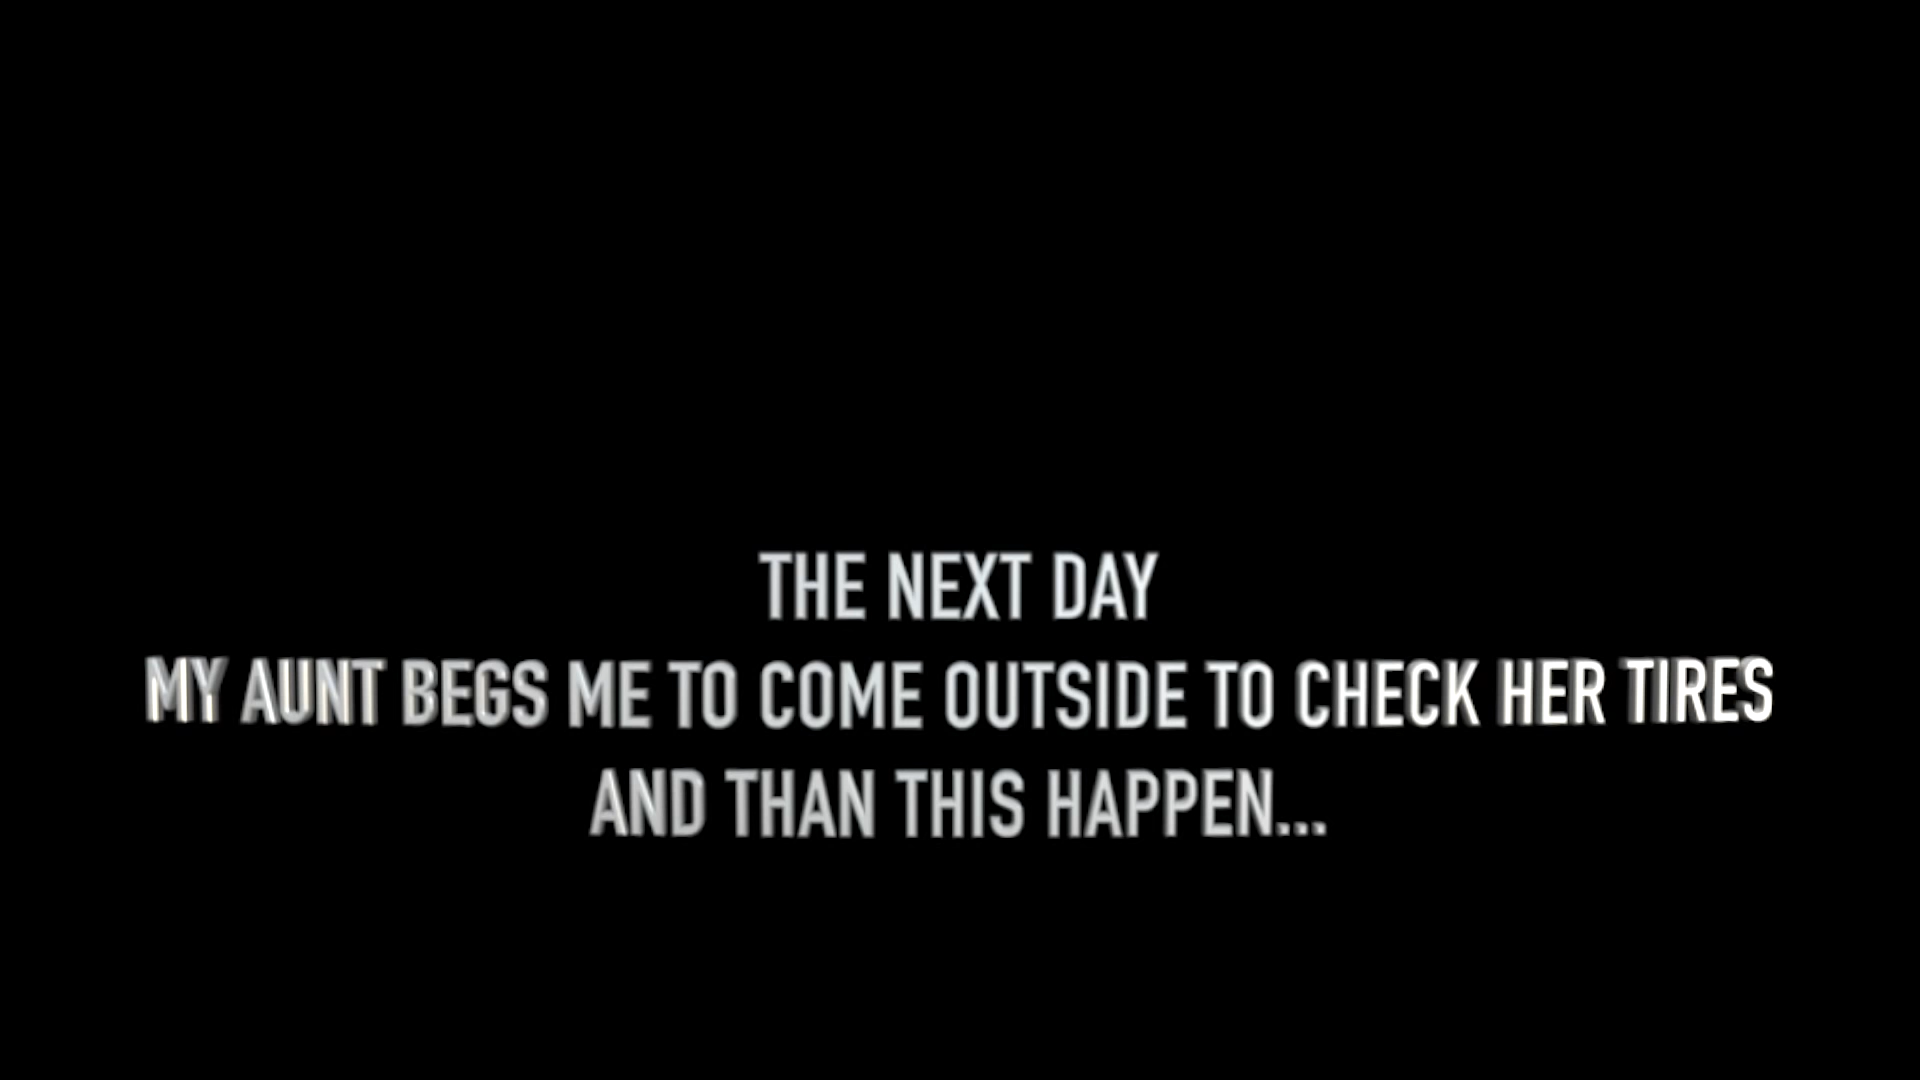 THE NEXT DAY
MY AUNT BEGS ME TO COME OUTSIDE TO CHECK HER TIRES
AND THAN THIS HAPPEN...